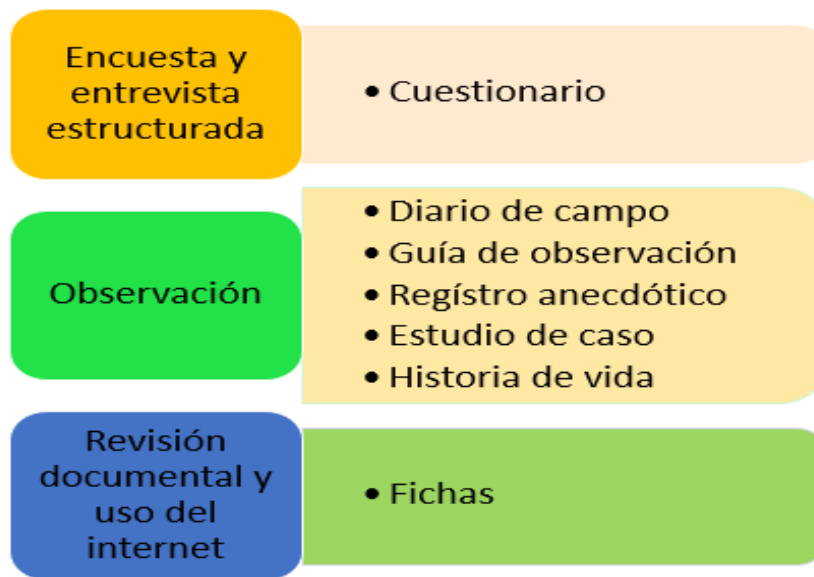 Encuesta y
entrevista
estructurada
• Cuestionario
Observación
• Diario de campo
• Guía de observación
• Regístro anecdótico
• Estudio de caso
• Historia de vida
Revisión
documental y
uso del
internet
• Fichas